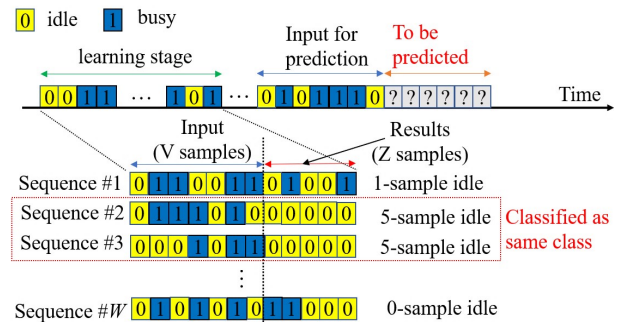 0 idle 1 busy
learning stage
Input for prediction
To be predicted
0 0 1 1 ... 1 0 1 ... 0 1 0 1 1 1 0 ? ? ? ? ? ?
Time
Input (V samples)
Results (Z samples)
Sequence #1 0 1 1 0 0 1 1 0 1 0 0 1 1-sample idle
Sequence #2 0 1 1 1 0 1 0 0 0 0 0 0 5-sample idle
Sequence #3 0 0 0 1 0 1 1 0 0 0 0 0 5-sample idle
Classified as same class
⋮
Sequence #W 0 1 0 1 0 1 0 1 1 0 0 0 0-sample idle